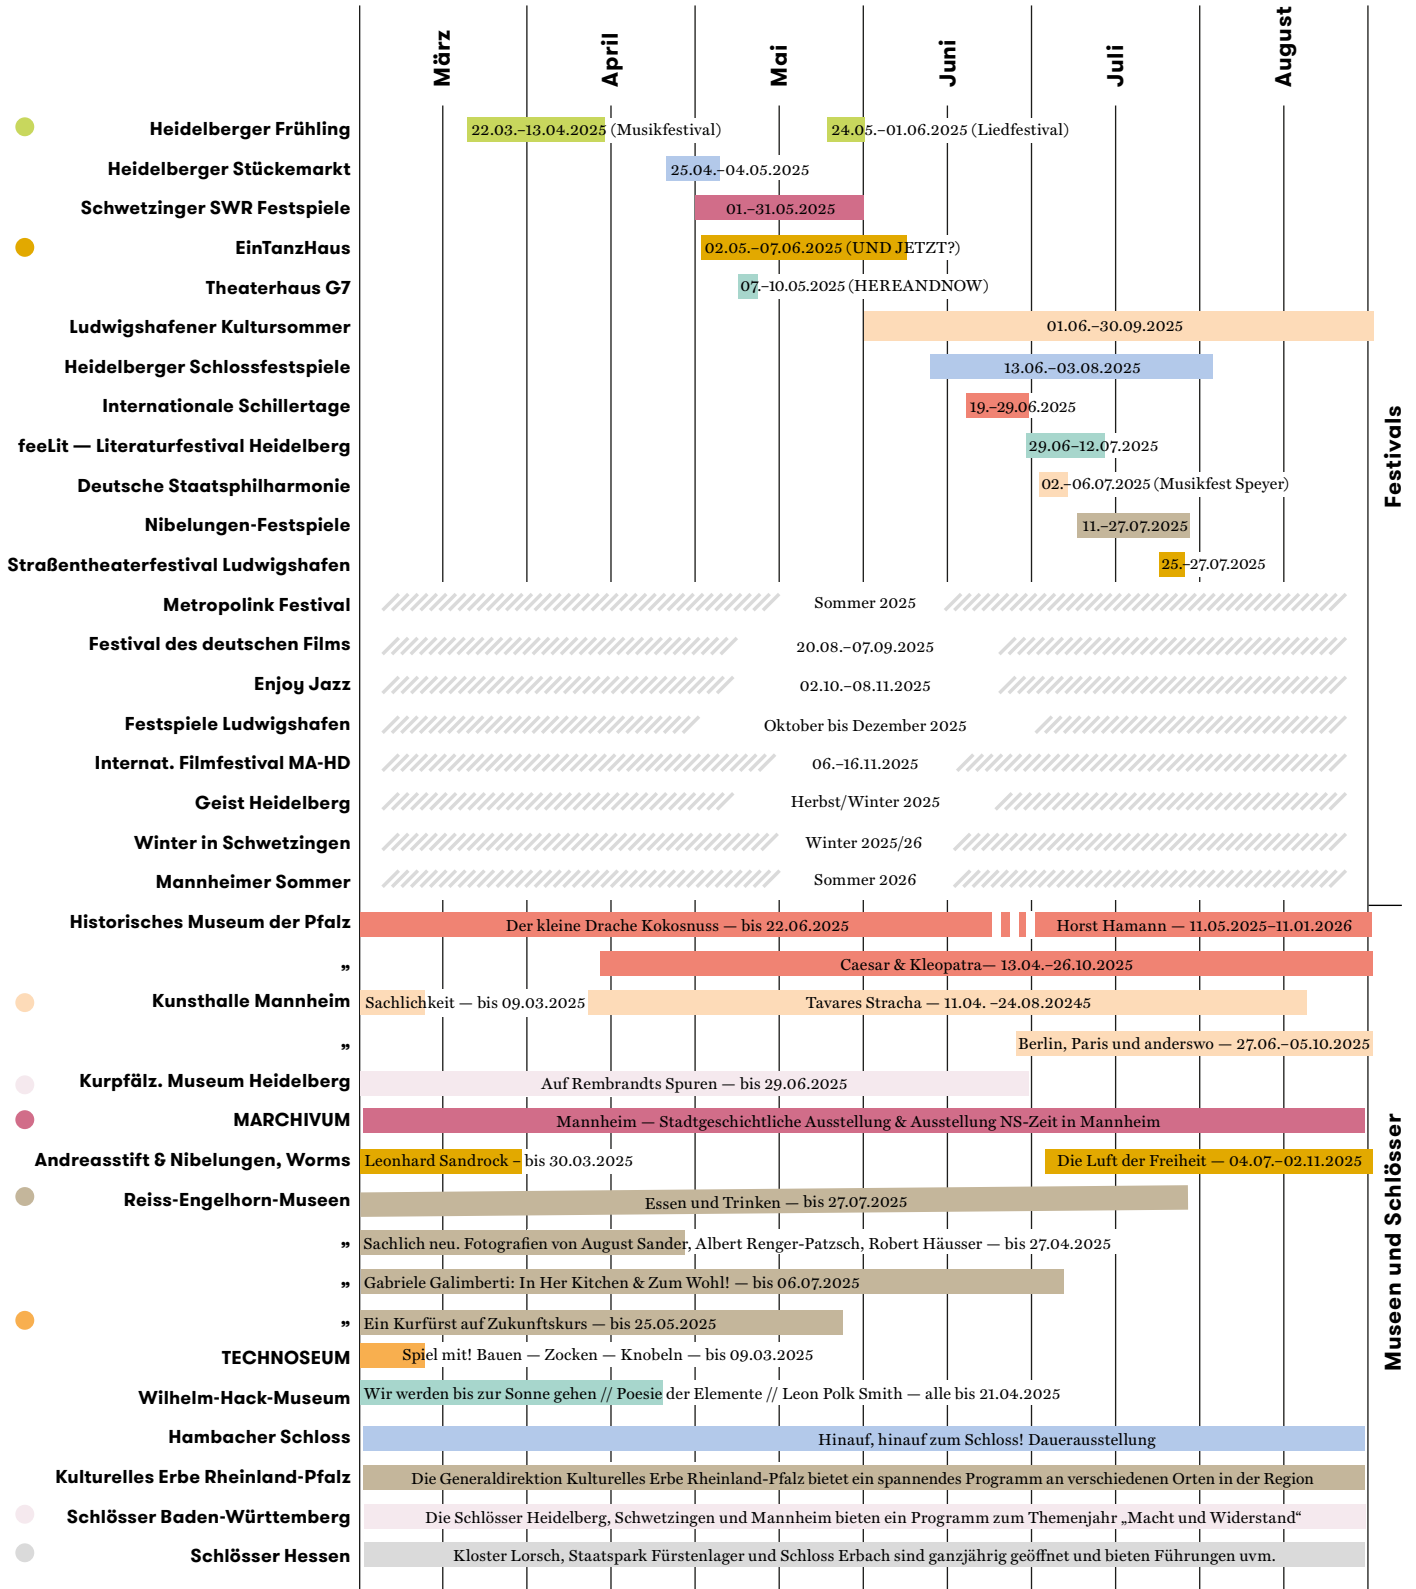 März
April
Mai
Juni
Juli
August
Heidelberger Frühling 22.03.–13.04.2025 (Musikfestival) 24.05.–01.06.2025 (Liedfestival)
Heidelberger Stückemarkt 25.04.–04.05.2025
Schwetzinger SWR Festspiele 01.–31.05.2025
EinTanzHaus 02.05.–07.06.2025 (UND JETZT?)
Theaterhaus G7 07.–10.05.2025 (HEREANDNOW)
Ludwigshafener Kultursommer 01.06.–30.09.2025
Heidelberger Schlossfestspiele 13.06.–03.08.2025
Internationale Schillertage 19.–29.06.2025
feeLit — Literaturfestival Heidelberg 29.06–12.07.2025
Deutsche Staatsphilharmonie 02.–06.07.2025 (Musikfest Speyer)
Nibelungen-Festspiele 11.–27.07.2025
Straßentheaterfestival Ludwigshafen 25.–27.07.2025
Metropolink Festival Sommer 2025
Festival des deutschen Films 20.08.–07.09.2025
Enjoy Jazz 02.10.–08.11.2025
Festspiele Ludwigshafen Oktober bis Dezember 2025
Internat. Filmfestival MA-HD 06.–16.11.2025
Geist Heidelberg Herbst/Winter 2025
Winter in Schwetzingen Winter 2025/26
Mannheimer Sommer Sommer 2026
Festivals
Historisches Museum der Pfalz Der kleine Drache Kokosnuss — bis 22.06.2025 Horst Hamann — 11.05.2025–11.01.2026
„ Caesar & Kleopatra— 13.04.–26.10.2025
Kunsthalle Mannheim Sachlichkeit — bis 09.03.2025 Tavares Stracha — 11.04. –24.08.20245
„ Berlin, Paris und anderswo — 27.06.–05.10.2025
Kurpfälz. Museum Heidelberg Auf Rembrandts Spuren — bis 29.06.2025
MARCHIVUM Mannheim — Stadtgeschichtliche Ausstellung & Ausstellung NS-Zeit in Mannheim
Andreasstift & Nibelungen, Worms Leonhard Sandrock – bis 30.03.2025 Die Luft der Freiheit — 04.07.–02.11.2025
Reiss-Engelhorn-Museen Essen und Trinken — bis 27.07.2025
„ Sachlich neu. Fotografien von August Sander, Albert Renger-Patzsch, Robert Häusser — bis 27.04.2025
„ Gabriele Galimberti: In Her Kitchen & Zum Wohl! — bis 06.07.2025
„ Ein Kurfürst auf Zukunftskurs — bis 25.05.2025
TECHNOSEUM Spiel mit! Bauen — Zocken — Knobeln — bis 09.03.2025
Wilhelm-Hack-Museum Wir werden bis zur Sonne gehen // Poesie der Elemente // Leon Polk Smith — alle bis 21.04.2025
Hambacher Schloss Hinauf, hinauf zum Schloss! Dauerausstellung
Kulturelles Erbe Rheinland-Pfalz Die Generaldirektion Kulturelles Erbe Rheinland-Pfalz bietet ein spannendes Programm an verschiedenen Orten in der Region
Schlösser Baden-Württemberg Die Schlösser Heidelberg, Schwetzingen und Mannheim bieten ein Programm zum Themenjahr „Macht und Widerstand“
Schlösser Hessen Kloster Lorsch, Staatspark Fürstenlager und Schloss Erbach sind ganzjährig geöffnet und bieten Führungen uvm.
Museen und Schlösser